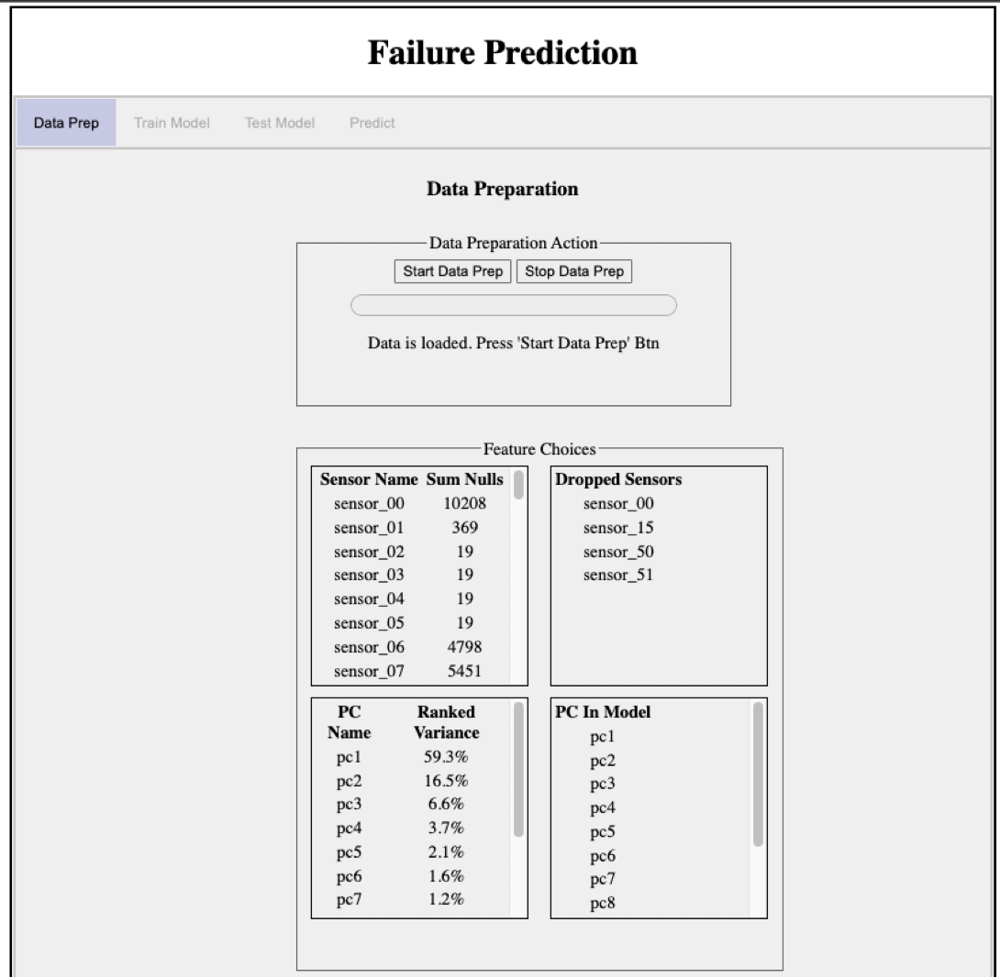 Failure Prediction
Data Prep Train Model Test Model Predict
Data Preparation
Data Preparation Action
Start Data Prep Stop Data Prep
Data is loaded. Press 'Start Data Prep' Btn
Feature Choices
Sensor Name Sum Nulls
sensor_00 10208
sensor_01 369
sensor_02 19
sensor_03 19
sensor_04 19
sensor_05 19
sensor_06 4798
sensor_07 5451
Dropped Sensors
sensor_00
sensor_15
sensor_50
sensor_51
PC Ranked
Name Variance
pc1 59.3%
pc2 16.5%
pc3 6.6%
pc4 3.7%
pc5 2.1%
pc6 1.6%
pc7 1.2%
PC In Model
pc1
pc2
pc3
pc4
pc5
pc6
pc7
pc8